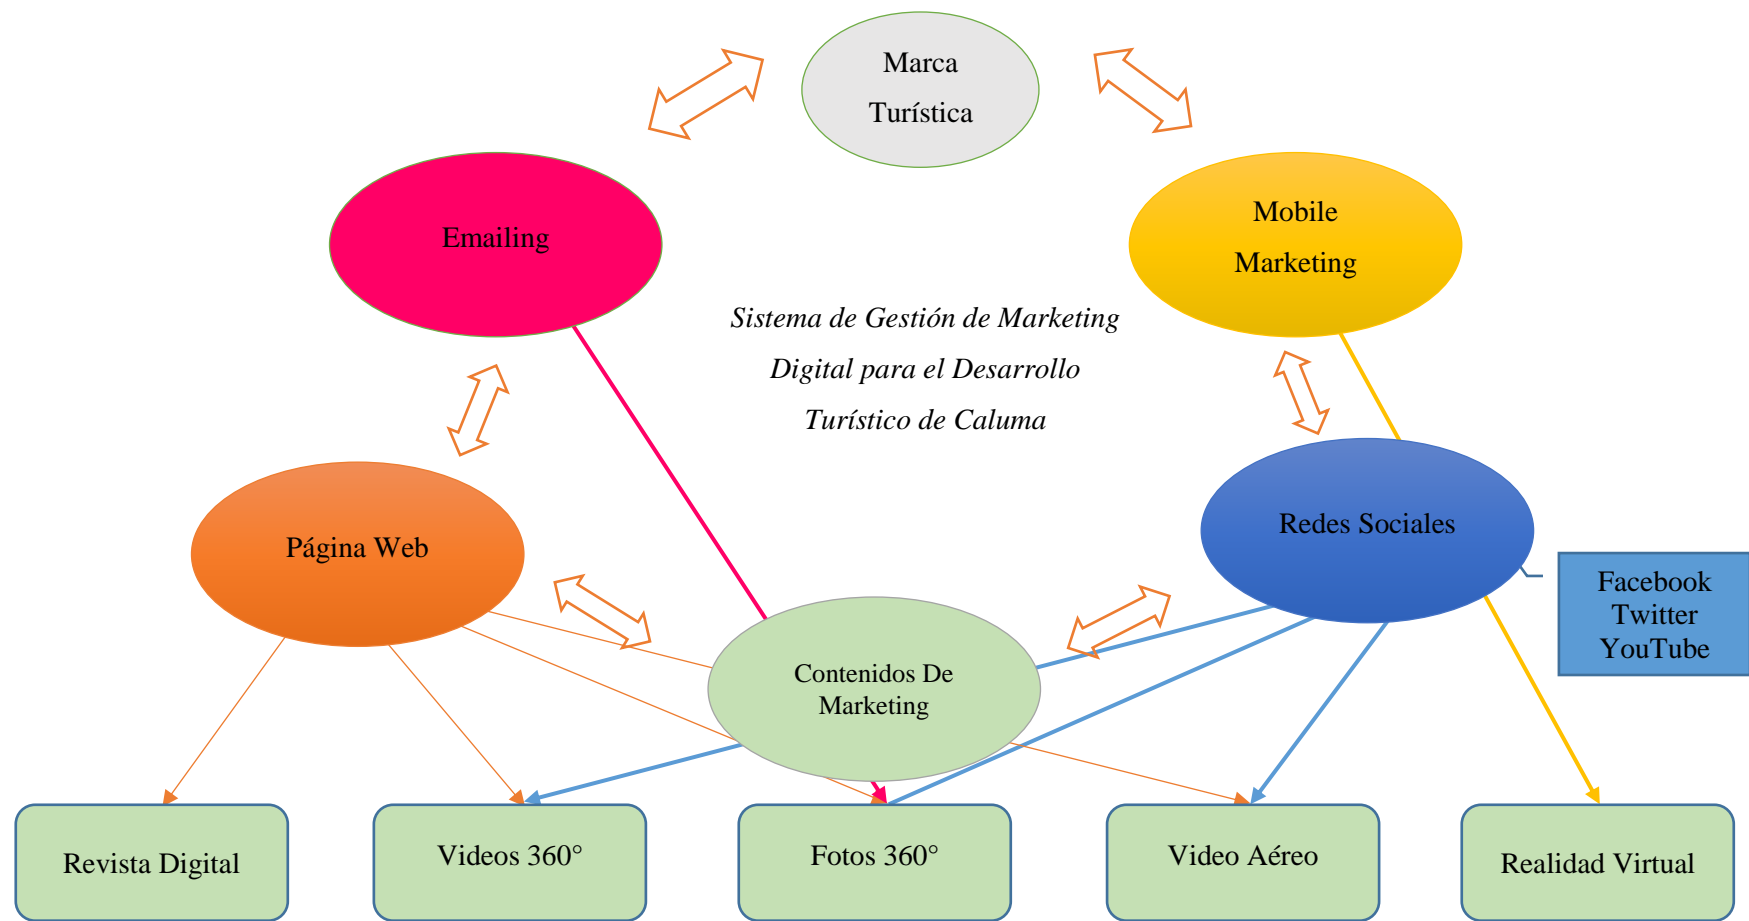 Marca
Turística
Emailing
Mobile
Marketing
Sistema de Gestión de Marketing
Digital para el Desarrollo
Turístico de Caluma
Página Web
Redes Sociales
Facebook
Twitter
YouTube
Contenidos De
Marketing
Revista Digital
Videos 360°
Fotos 360°
Video Aéreo
Realidad Virtual